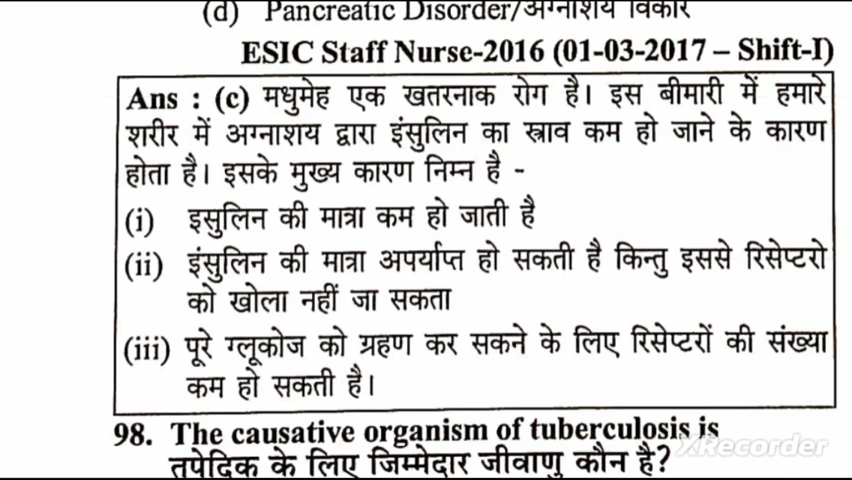 (d) Pancreatic Disorder/अग्नाशय विकार
ESIC Staff Nurse-2016 (01-03-2017 – Shift-I)
Ans : (c) मधुमेह एक खतरनाक रोग है। इस बीमारी में हमारे
शरीर में अग्नाशय द्वारा इंसुलिन का स्त्राव कम हो जाने के कारण
होता है। इसके मुख्य कारण निम्न है -
(i) इसुलिन की मात्रा कम हो जाती है
(ii) इंसुलिन की मात्रा अपर्याप्त हो सकती है किन्तु इससे रिसेप्टरो
को खोला नहीं जा सकता
(iii) पूरे ग्लूकोज को ग्रहण कर सकने के लिए रिसेप्टरों की संख्या
कम हो सकती है।
98. The causative organism of tuberculosis is
तपेदिक के लिए जिम्मेदार जीवाणु कौन है?
XRecorder